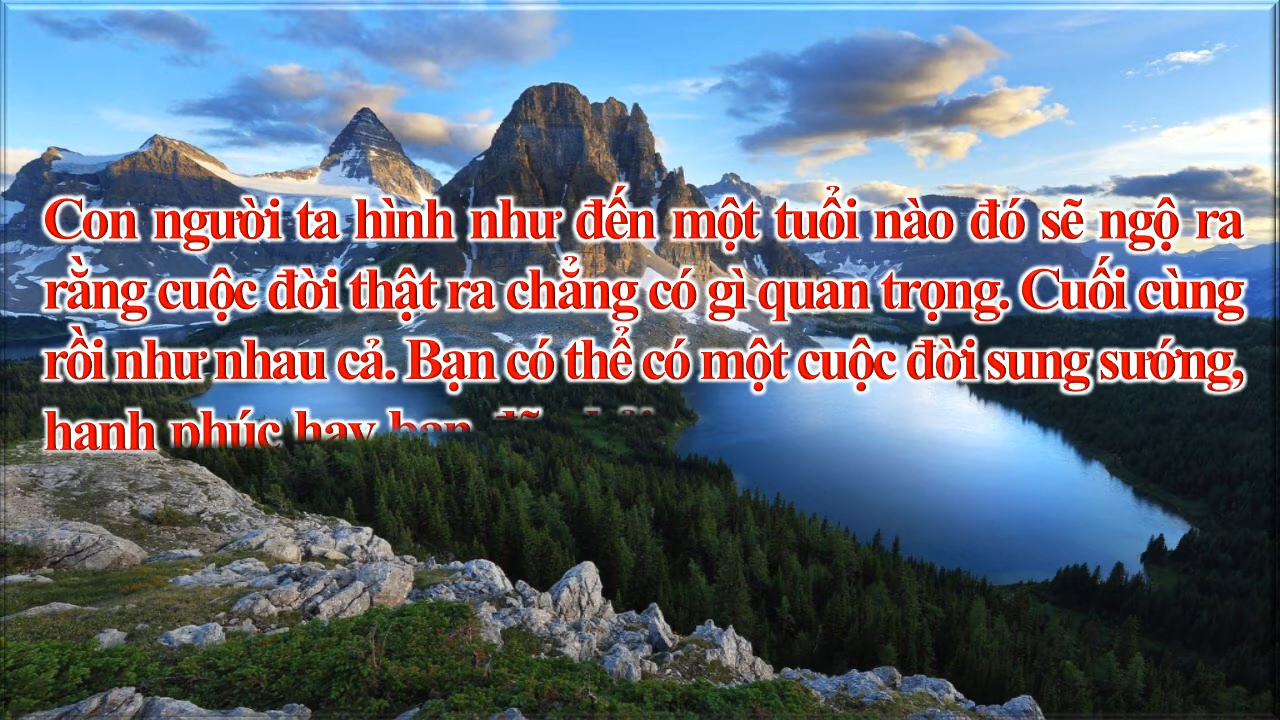 Con người ta hình như đến một tuổi nào đó sẽ ngộ ra
rằng cuộc đời thật ra chẳng có gì quan trọng. Cuối cùng
rồi như nhau cả. Bạn có thể có một cuộc đời sung sướng,
hạnh phúc hay bạn đã